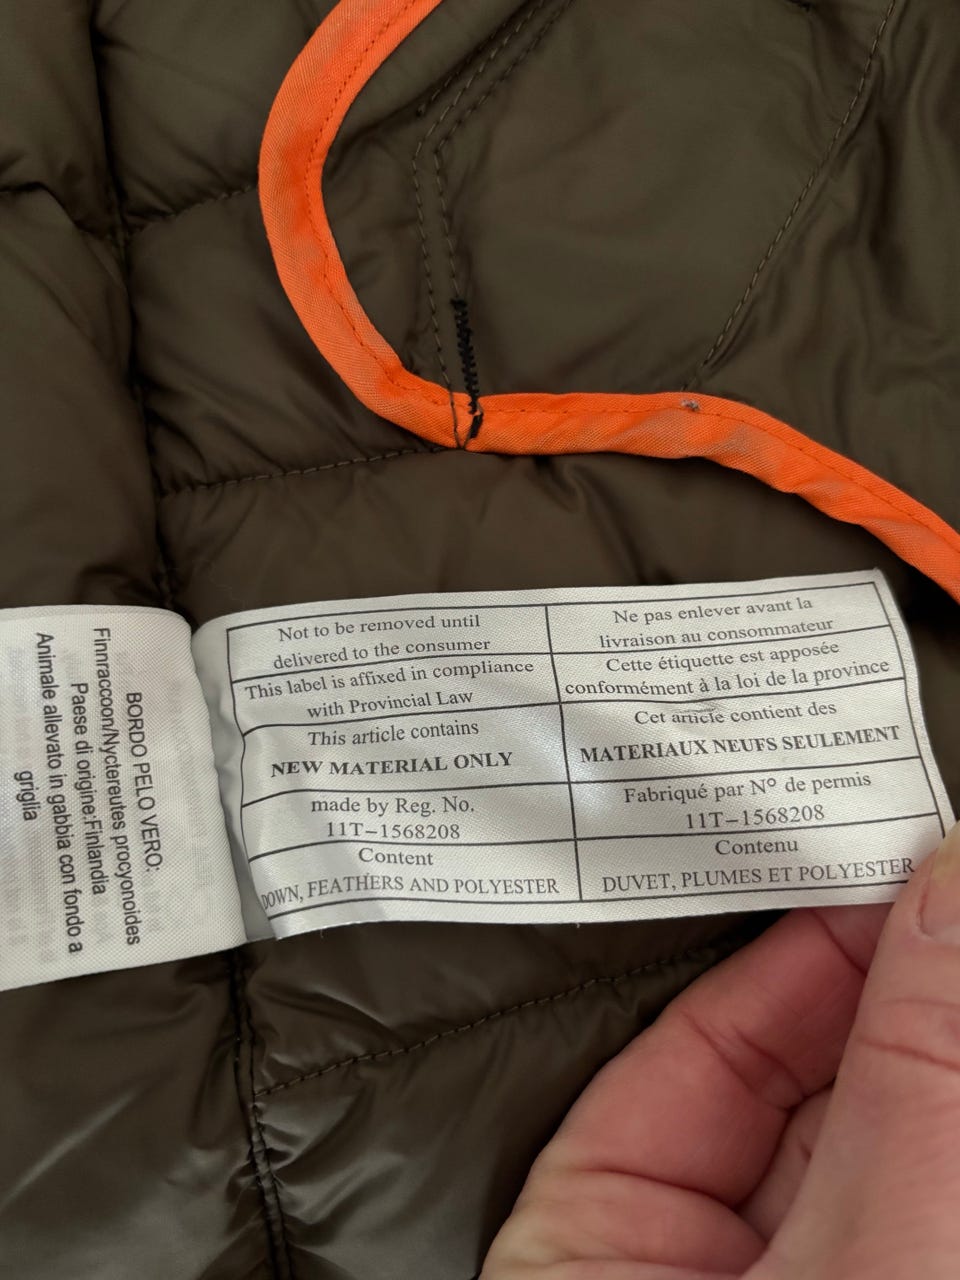 BORDO PELO VERO:
Finnraccoon/Nyctereutes procyonoides
Paese di origine:Finlandia
Animale allevato in gabbia con fondo a
griglia
Not to be removed until
delivered to the consumer
This label is affixed in compliance
with Provincial Law
This article contains
NEW MATERIAL ONLY
made by Reg. No.
11T-1568208
Content
DOWN, FEATHERS AND POLYESTER
Ne pas enlever avant la
livraison au consommateur
Cette étiquette est apposée
conformément à la loi de la province
Cet article contient des
MATERIAUX NEUFS SEULEMENT
Fabriqué par N° de permis
11T-1568208
Contenu
DUVET, PLUMES ET POLYESTER